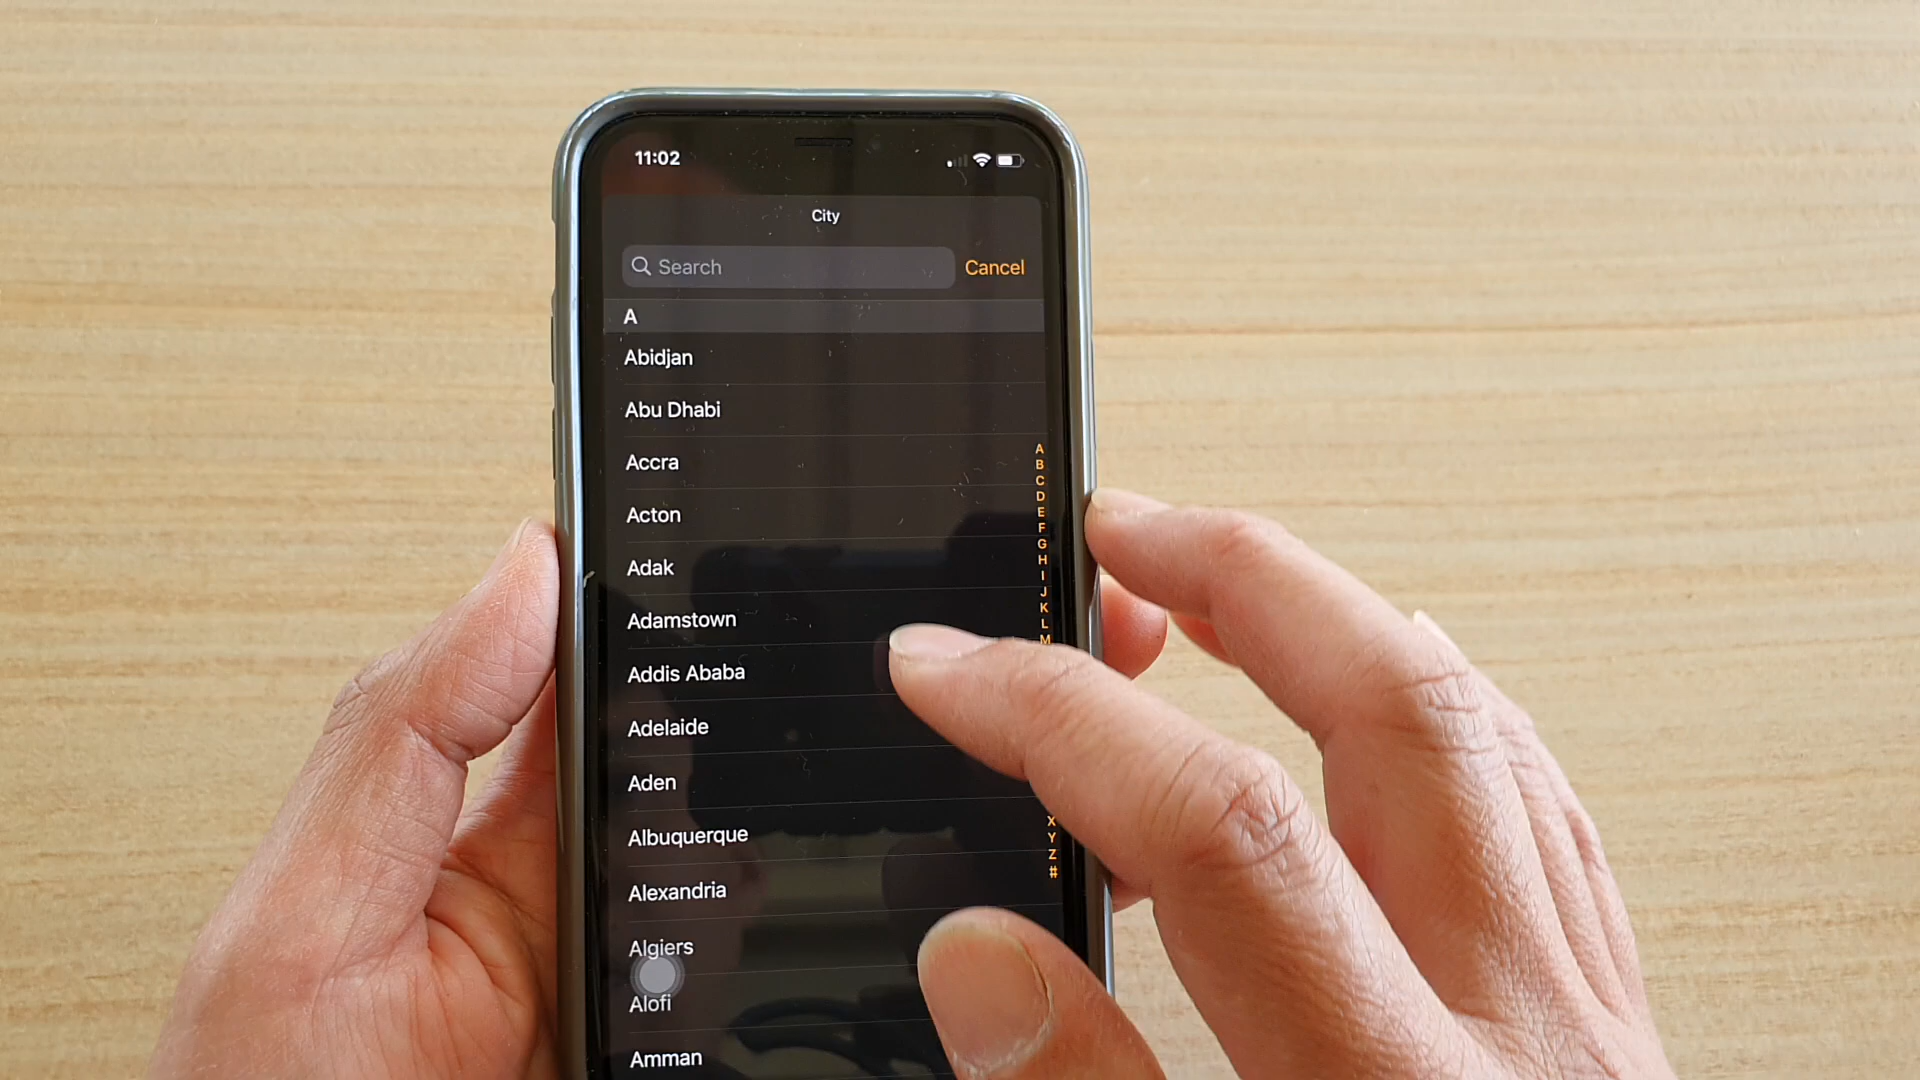 11:02
City
Search
Cancel
A
Abidjan
Abu Dhabi
Accra
Acton
Adak
Adamstown
Addis Ababa
Adelaide
Aden
Albuquerque
Alexandria
Algiers
Alofi
Amman
A
B
C
D
E
F
G
H
I
J
K
L
M
X
Y
Z
#